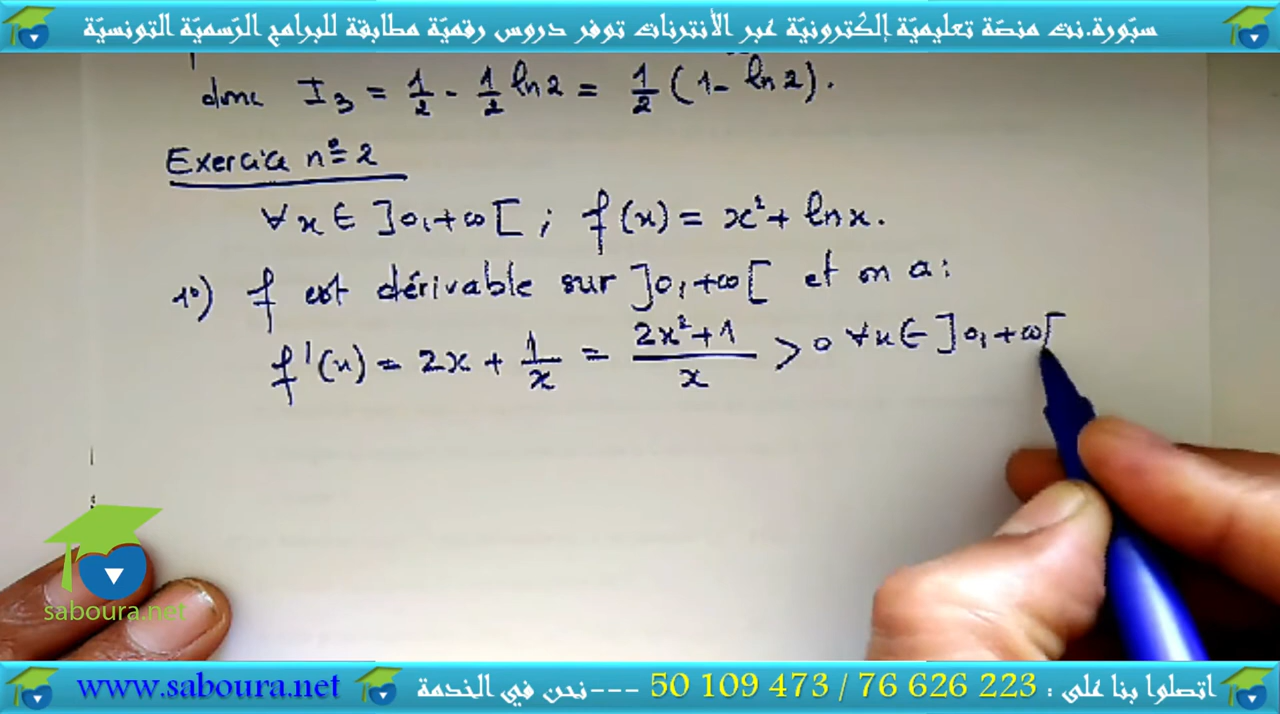 سبّورة.نت منصّة تعليميّة إلكترونيّة عبر الأنترنات توفر دروس رقميّة مطابقة للبرامج الرّسميّة التونسيّة
donc I₃ = 1/2 - 1/2 ln2 = 1/2 (1- ln2).
Exercice n°=2
∀x∈]0,+∞[ ; f(x) = x² + lnx.
1°) f est dérivable sur ]0,+∞[ et on a:
f'(x) = 2x + 1/x = 2x²+1/x > 0 ∀x∈]0,+∞[
saboura.net
www.saboura.net اتصلوا بنا على : 50 109 473 / 76 626 223 ---نحن في الخدمة